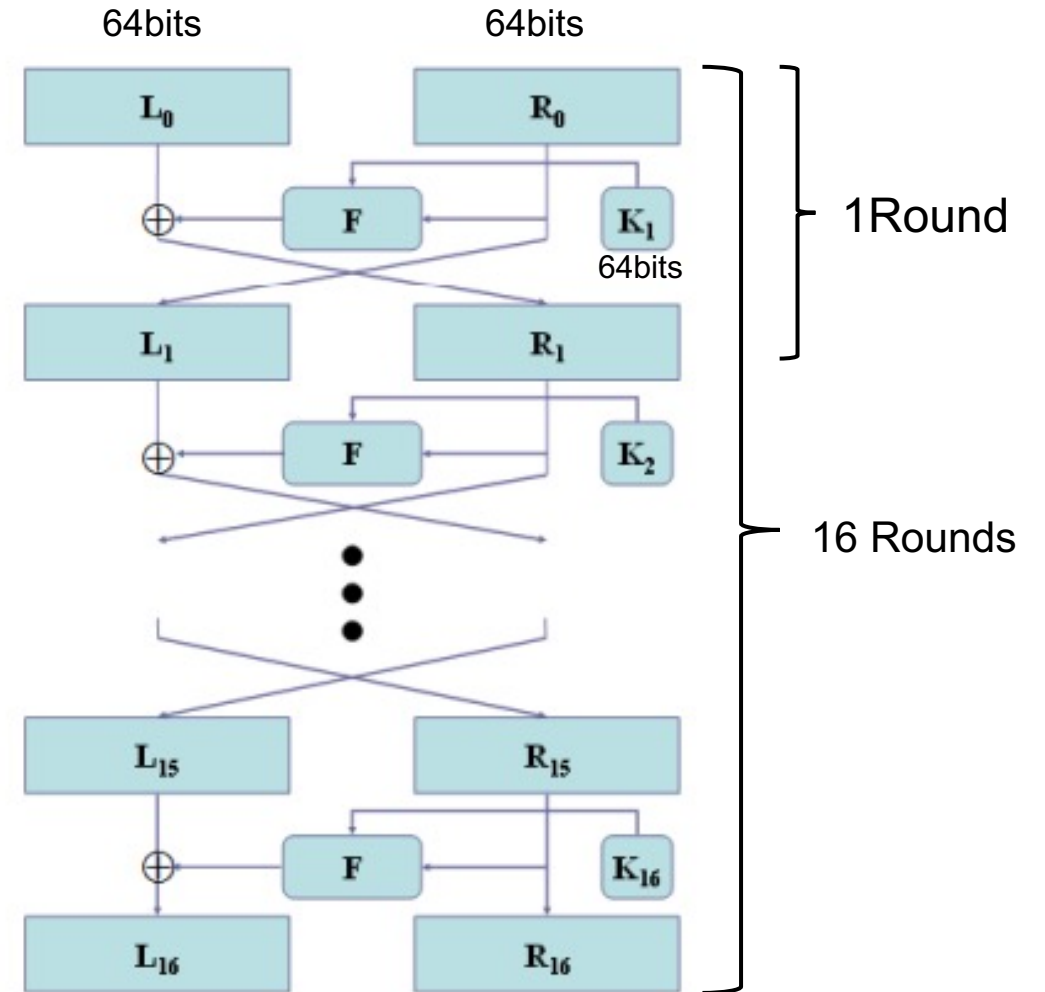 64bits 64bits
L₀ R₀
F K₁
64bits
1Round
L₁ R₁
F K₂
16 Rounds
L₁₅ R₁₅
F K₁₆
L₁₆ R₁₆